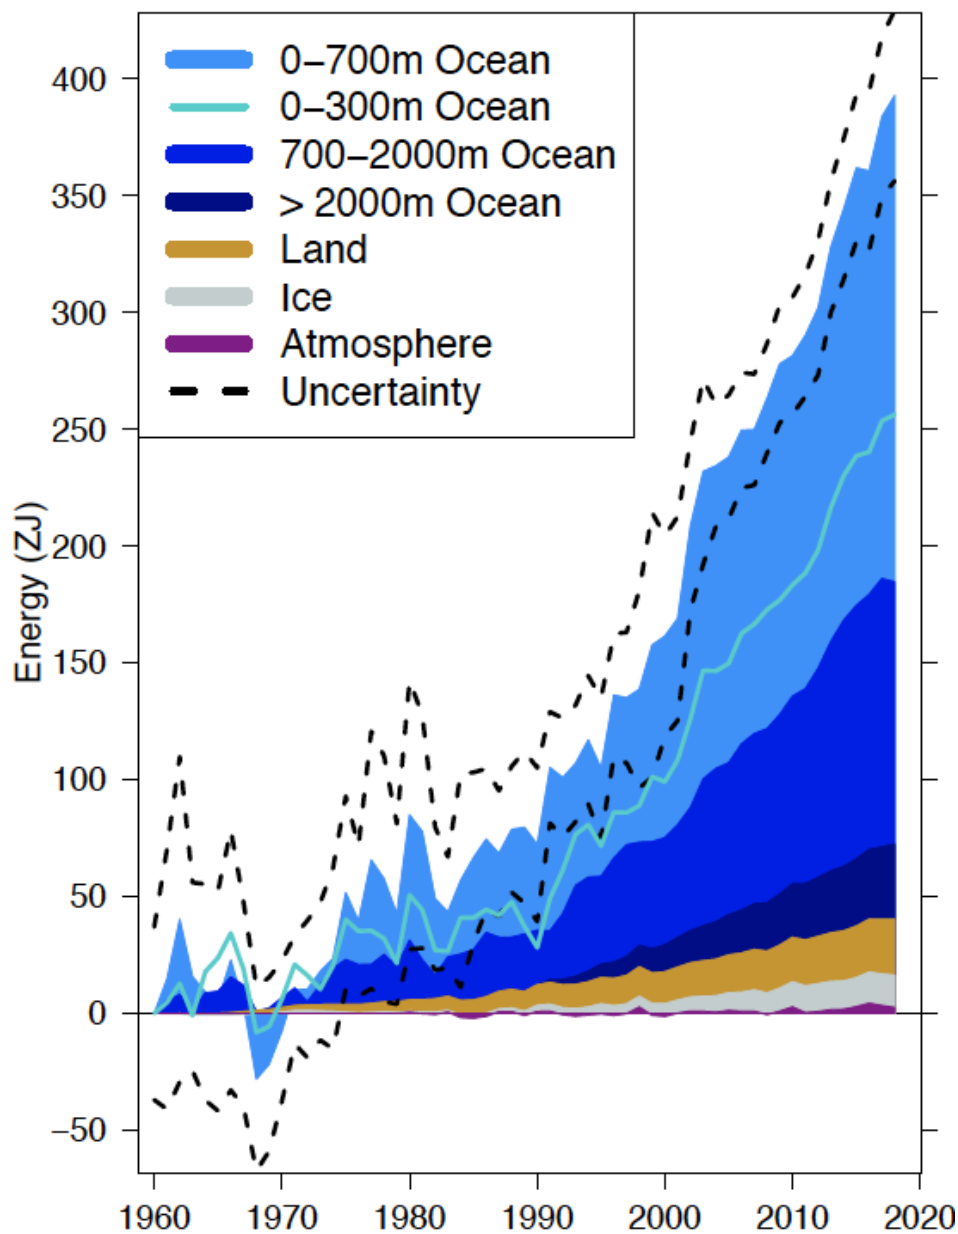 0–700m Ocean
0–300m Ocean
700–2000m Ocean
> 2000m Ocean
Land
Ice
Atmosphere
Uncertainty
Energy (ZJ)
400
350
300
250
200
150
100
50
0
−50
1960 1970 1980 1990 2000 2010 2020